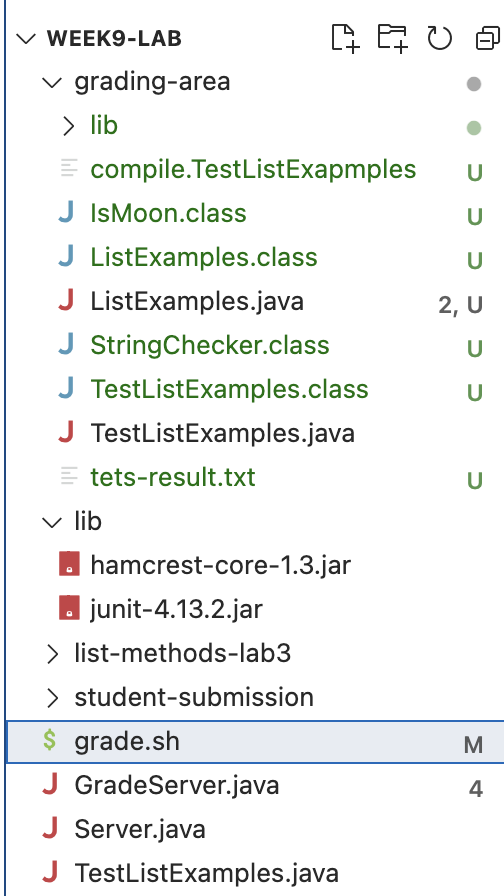 WEEK9-LAB
grading-area
lib
compile.TestListExapmples U
IsMoon.class U
ListExamples.class U
ListExamples.java 2, U
StringChecker.class U
TestListExamples.class U
TestListExamples.java
tets-result.txt U
lib
hamcrest-core-1.3.jar
junit-4.13.2.jar
list-methods-lab3
student-submission
$ grade.sh M
J GradeServer.java 4
J Server.java
J TestListExamples.java